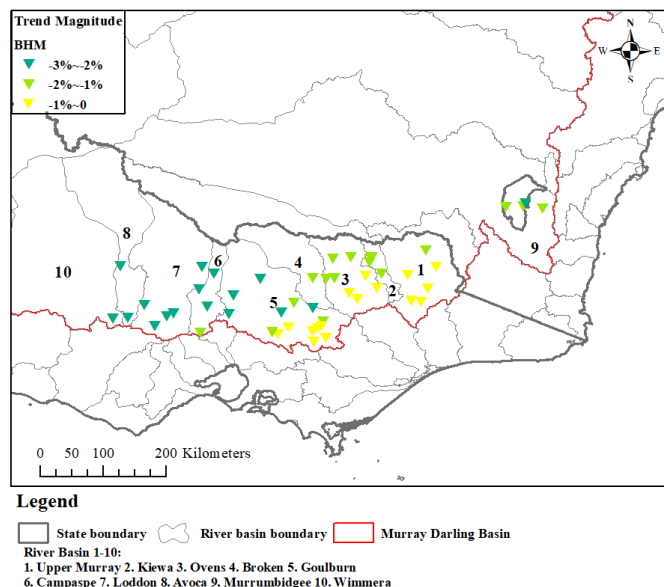 Trend Magnitude
BHM
-3%~-2%
-2%~-1%
-1%~0
N
W E
S
8
9
10
7
6
4
3
1
2
5
0 50 100 200 Kilometers
Legend
State boundary River basin boundary Murray Darling Basin
River Basin 1-10:
1. Upper Murray 2. Kiewa 3. Ovens 4. Broken 5. Goulburn
6. Campaspe 7. Loddon 8. Avoca 9. Murrumbidgee 10. Wimmera